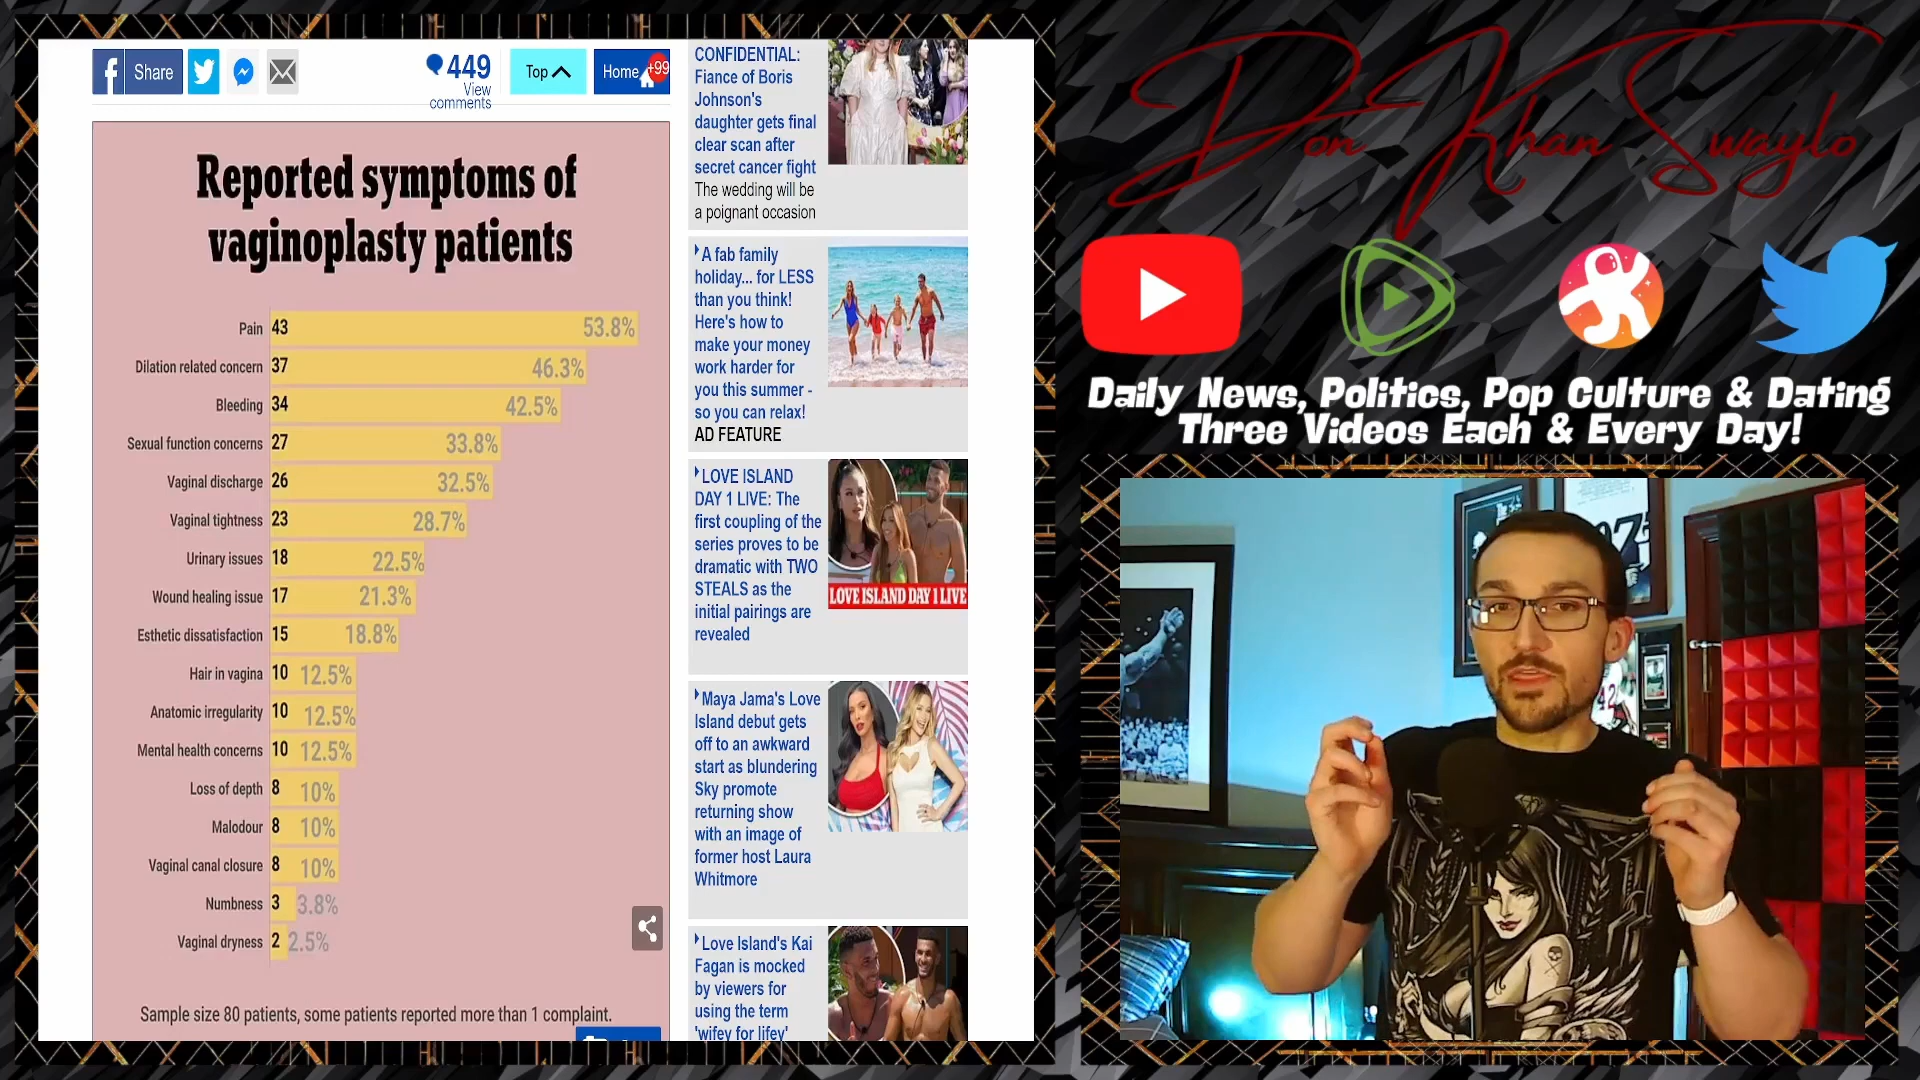 Share
449
View
comments
Top
Home
+99
Reported symptoms of
vaginoplasty patients
Pain 43 53.8%
Dilation related concern 37 46.3%
Bleeding 34 42.5%
Sexual function concerns 27 33.8%
Vaginal discharge 26 32.5%
Vaginal tightness 23 28.7%
Urinary issues 18 22.5%
Wound healing issue 17 21.3%
Esthetic dissatisfaction 15 18.8%
Hair in vagina 10 12.5%
Anatomic irregularity 10 12.5%
Mental health concerns 10 12.5%
Loss of depth 8 10%
Malodour 8 10%
Vaginal canal closure 8 10%
Numbness 3 3.8%
Vaginal dryness 2 2.5%
Sample size 80 patients, some patients reported more than 1 complaint.
CONFIDENTIAL:
Fiance of Boris
Johnson's
daughter gets final
clear scan after
secret cancer fight
The wedding will be
a poignant occasion
A fab family
holiday... for LESS
than you think!
Here's how to
make your money
work harder for
you this summer -
so you can relax!
AD FEATURE
LOVE ISLAND
DAY 1 LIVE: The
first coupling of the
series proves to be
dramatic with TWO
STEALS as the
initial pairings are
revealed
LOVE ISLAND DAY 1 LIVE
Maya Jama's Love
Island debut gets
off to an awkward
start as blundering
Sky promote
returning show
with an image of
former host Laura
Whitmore
Love Island's Kai
Fagan is mocked
by viewers for
using the term
'wifey for lifey'
Don Khan Swaylo
Daily News, Politics, Pop Culture & Dating
Three Videos Each & Every Day!